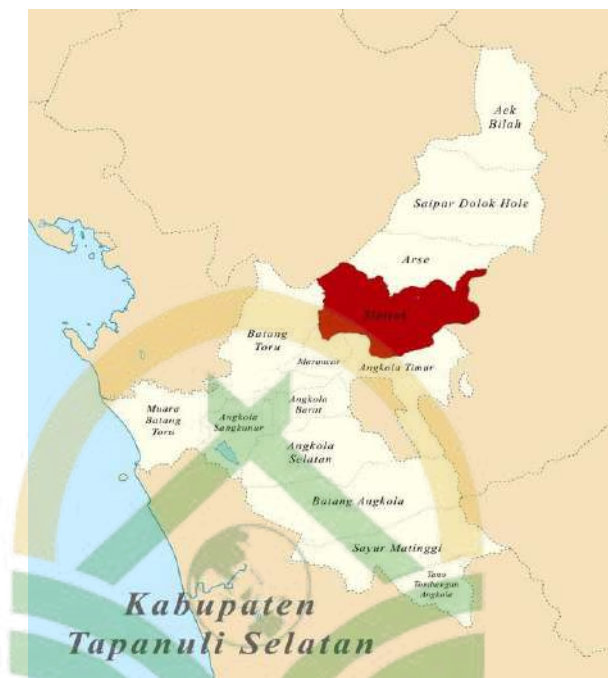 Aek
Bilah
Saipar Dolok Hole
Arse
Sipirok
Batang
Toru
Marancar
Angkola Timur
Muara
Batang
Toru
Angkola
Sangkunur
Angkola
Barat
Angkola
Selatan
Batang Angkola
Sayur Matinggi
Tano
Tombangan
Angkola
Kabupaten
Tapanuli Selatan